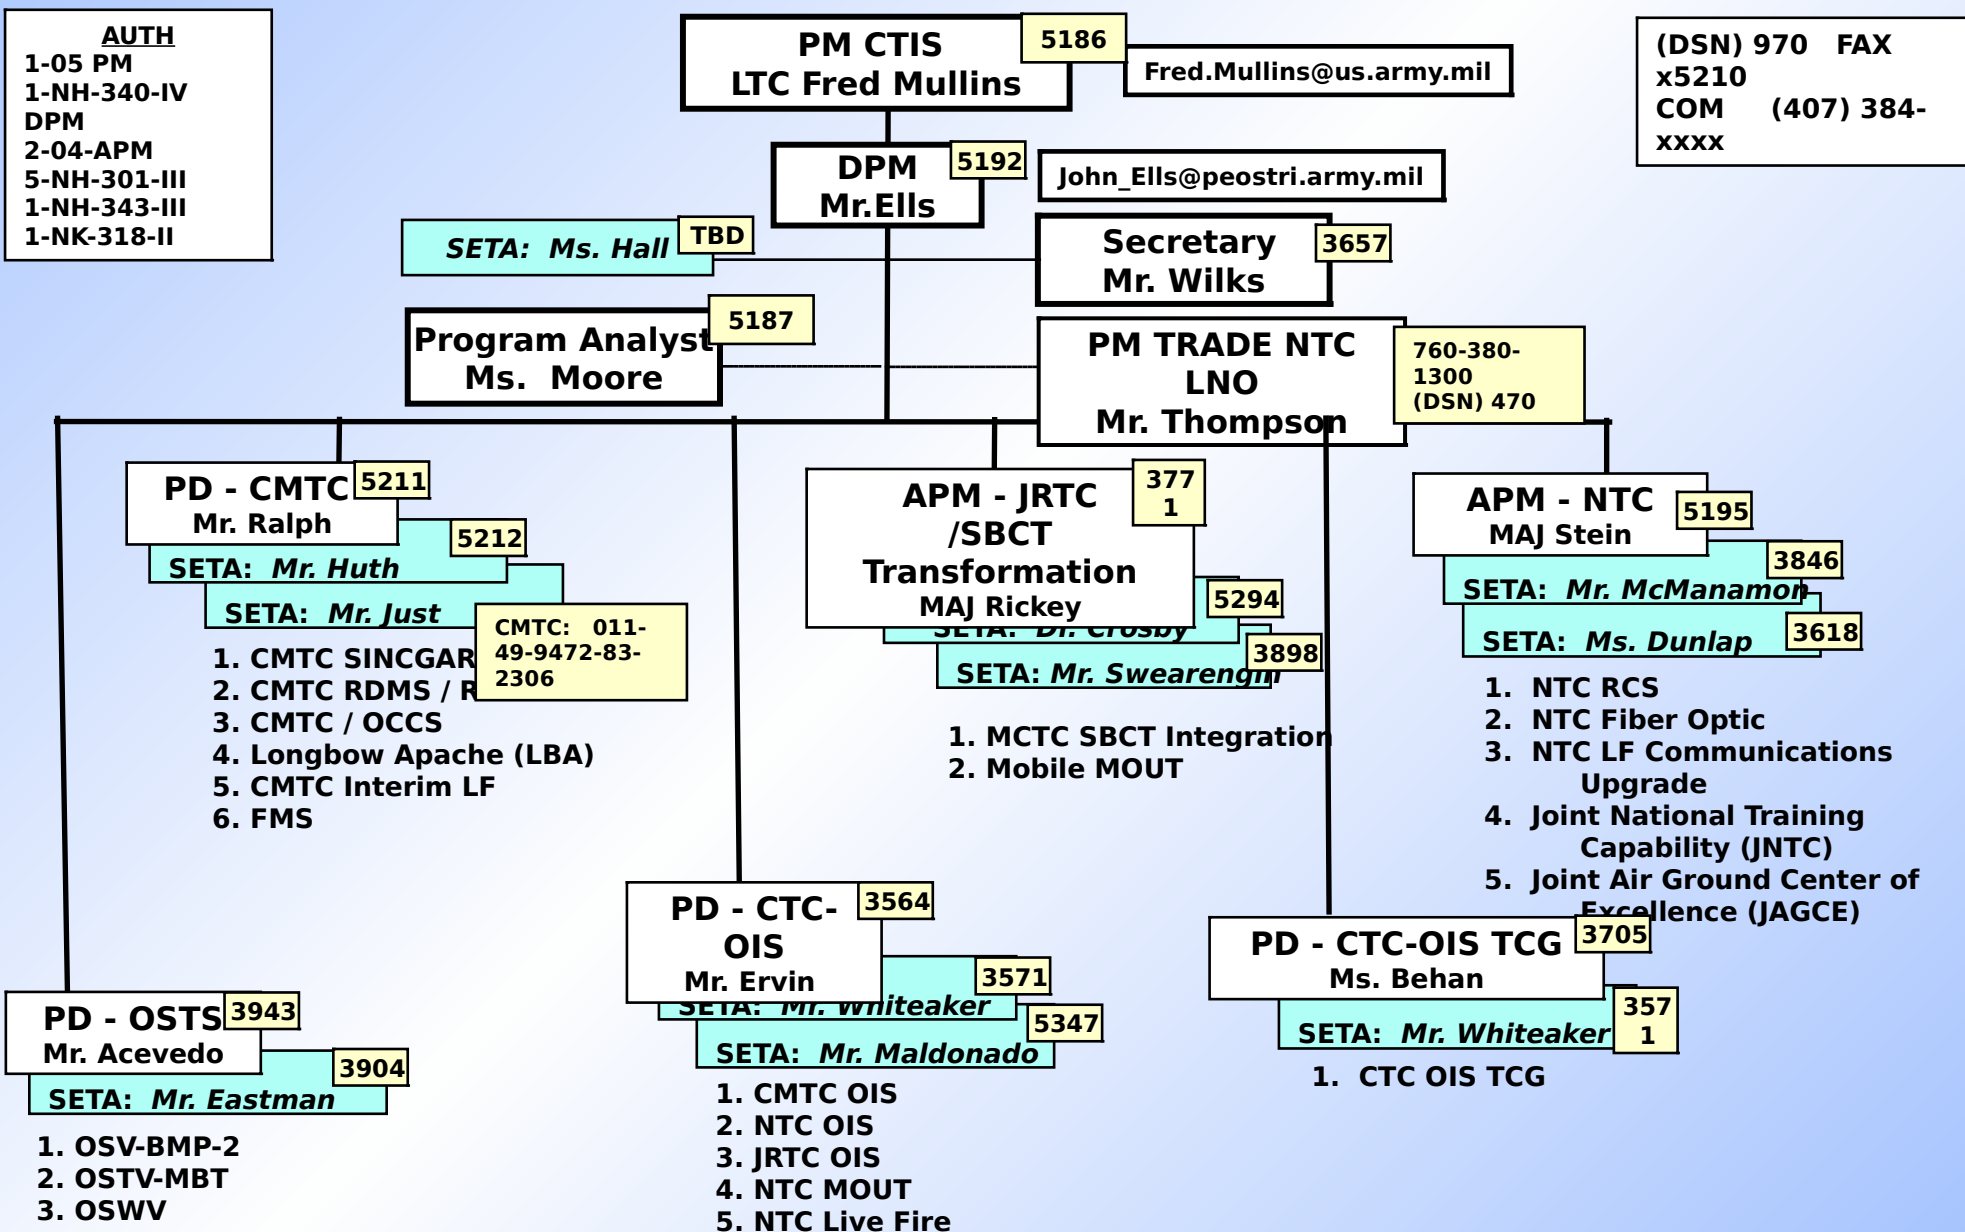 AUTH
1-05 PM
1-NH-340-IV
DPM
2-04-APM
5-NH-301-III
1-NH-343-III
1-NK-318-II
PM CTIS
LTC Fred Mullins
5186
Fred.Mullins@us.army.mil
(DSN) 970 FAX
x5210
COM (407) 384-
xxxx
DPM
Mr.Ells
5192
John_Ells@peostri.army.mil
SETA: Ms. Hall
TBD
Secretary
Mr. Wilks
3657
Program Analyst
Ms. Moore
5187
PM TRADE NTC
LNO
Mr. Thompson
760-380-
1300
(DSN) 470
PD - CMTC
Mr. Ralph
5211
SETA: Mr. Huth
5212
SETA: Mr. Just
CMTC: 011-
49-9472-83-
2306
1. CMTC SINCGAR
2. CMTC RDMS / R
3. CMTC / OCCS
4. Longbow Apache (LBA)
5. CMTC Interim LF
6. FMS
APM - JRTC
/SBCT
Transformation
MAJ Rickey
377
1
SETA: Dr. Crosby
5294
SETA: Mr. Swearengin
3898
1. MCTC SBCT Integration
2. Mobile MOUT
APM - NTC
MAJ Stein
5195
SETA: Mr. McManamon
3846
SETA: Ms. Dunlap
3618
1. NTC RCS
2. NTC Fiber Optic
3. NTC LF Communications
Upgrade
4. Joint National Training
Capability (JNTC)
5. Joint Air Ground Center of
Excellence (JAGCE)
PD - OSTS
Mr. Acevedo
3943
SETA: Mr. Eastman
3904
1. OSV-BMP-2
2. OSTV-MBT
3. OSWV
PD - CTC-
OIS
Mr. Ervin
3564
SETA: Mr. Whiteaker
3571
SETA: Mr. Maldonado
5347
1. CMTC OIS
2. NTC OIS
3. JRTC OIS
4. NTC MOUT
5. NTC Live Fire
PD - CTC-OIS TCG
Ms. Behan
3705
SETA: Mr. Whiteaker
357
1
1. CTC OIS TCG